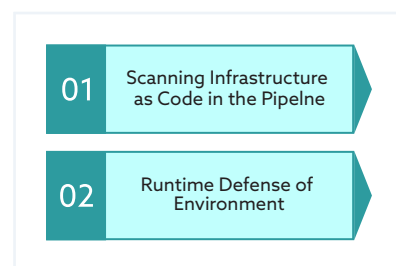 01
Scanning Infrastructure
as Code in the Pipelne
02
Runtime Defense of
Environment